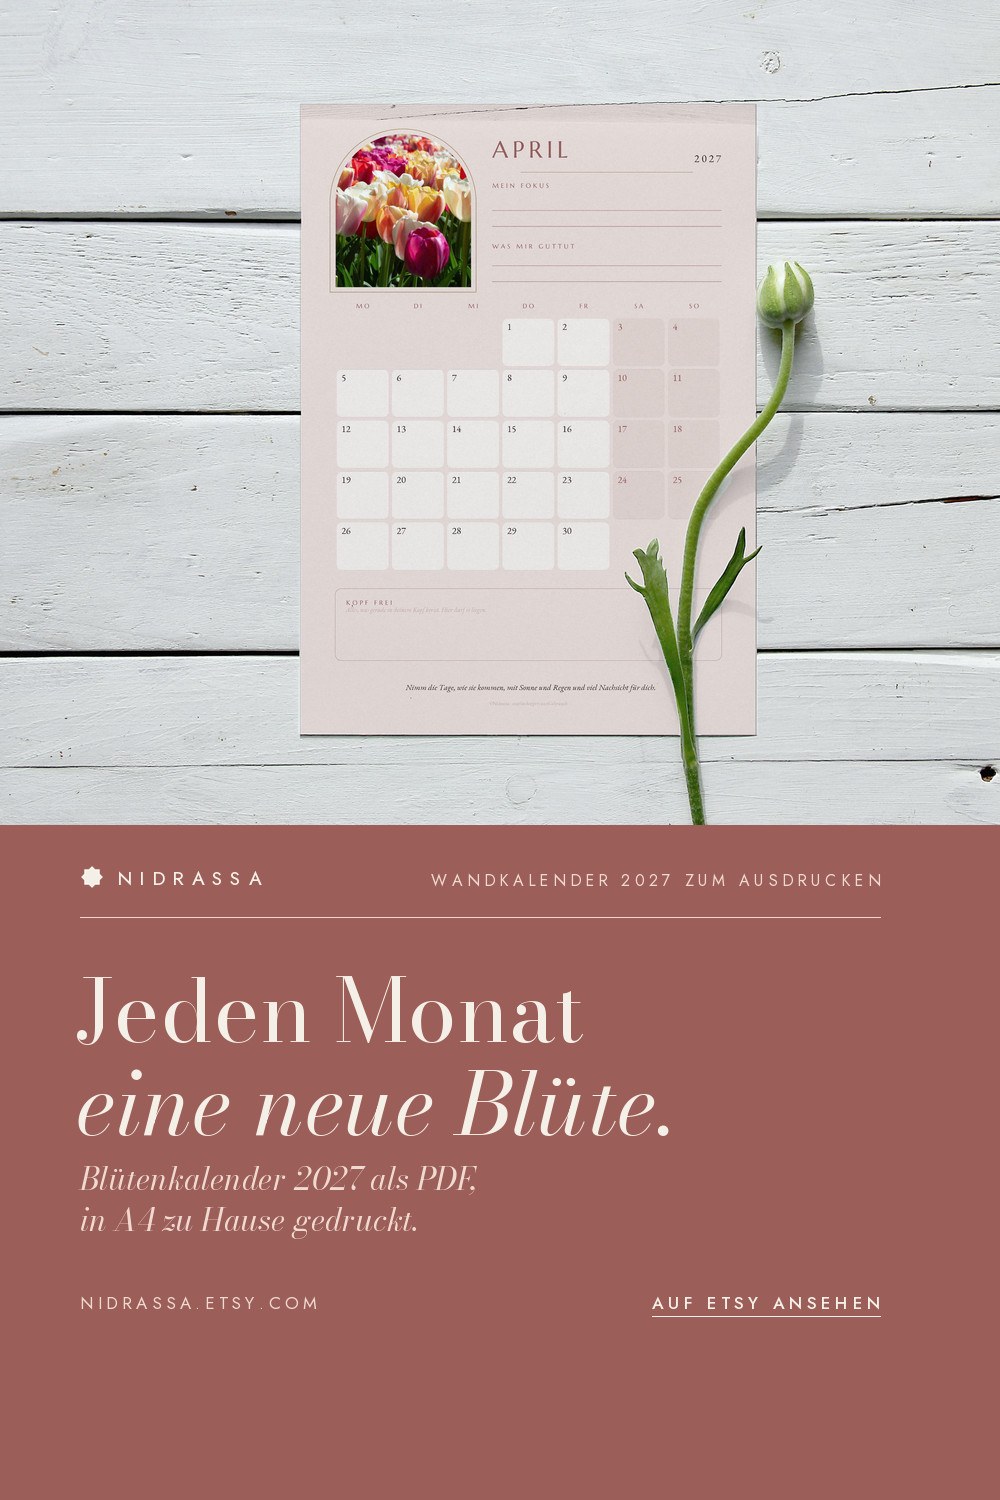 APRIL
2027
MEIN FOKUS
WAS MIR GUTTUT
MO DI MI DO FR SA SO
1 2 3 4
5 6 7 8 9 10 11
12 13 14 15 16 17 18
19 20 21 22 23 24 25
26 27 28 29 30
KOPF FREI
Nimm die Tage, wie sie kommen, mit Sonne und Regen und viel Nachsicht für dich.
NIDRASSA
WANDKALENDER 2027 ZUM AUSDRUCKEN
Jeden Monat
eine neue Blüte.
Blütenkalender 2027 als PDF,
in A4 zu Hause gedruckt.
NIDRASSA.ETSY.COM
AUF ETSY ANSEHEN